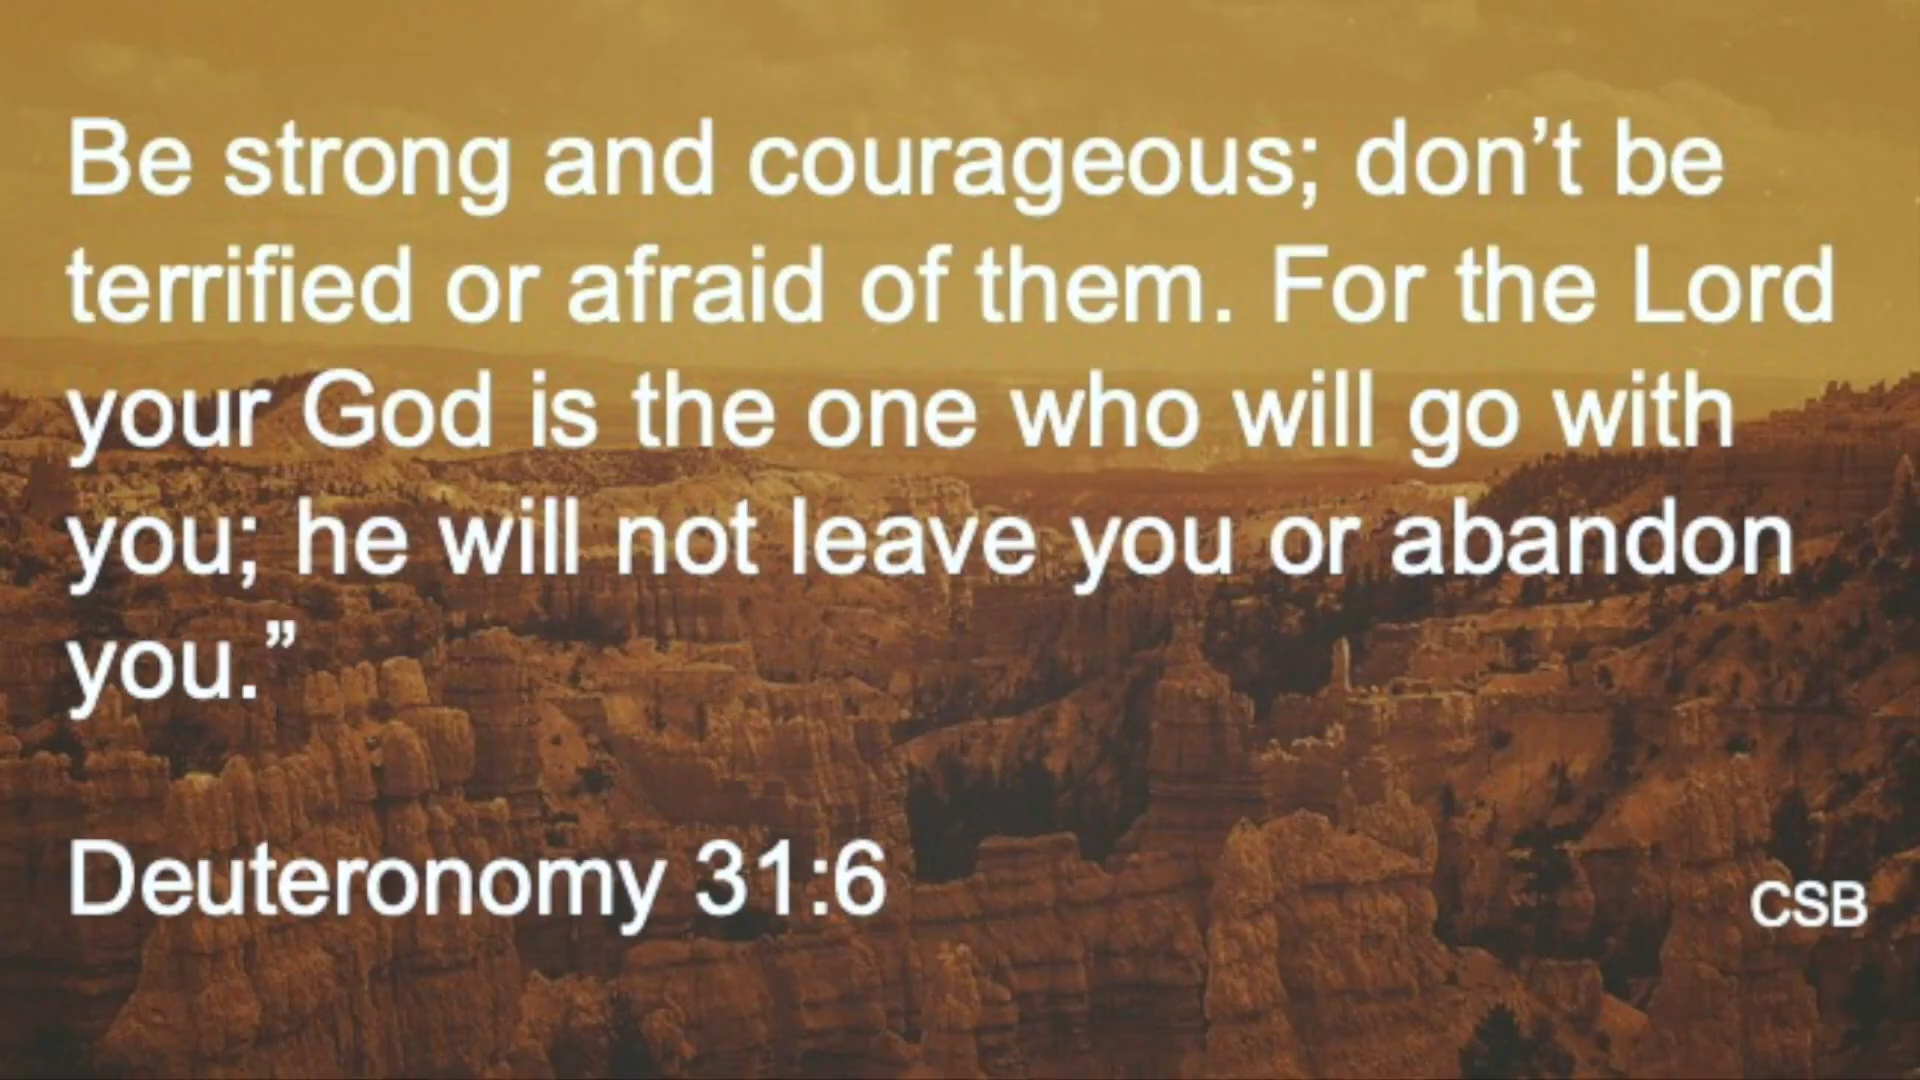 Be strong and courageous; don’t be
terrified or afraid of them. For the Lord
your God is the one who will go with
you; he will not leave you or abandon
you.”
Deuteronomy 31:6
CSB